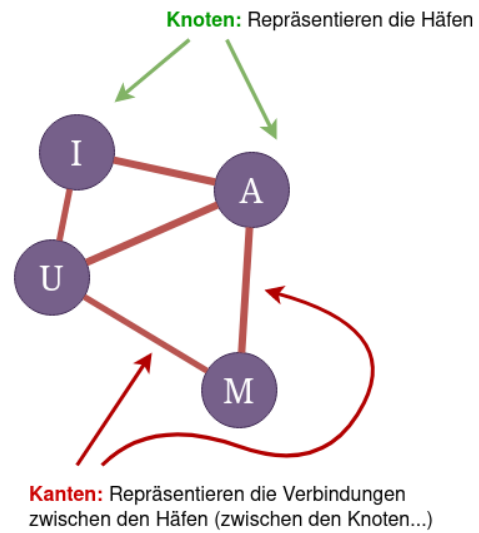 Knoten: Repräsentieren die Häfen
I
A
U
M
Kanten: Repräsentieren die Verbindungen
zwischen den Häfen (zwischen den Knoten...)